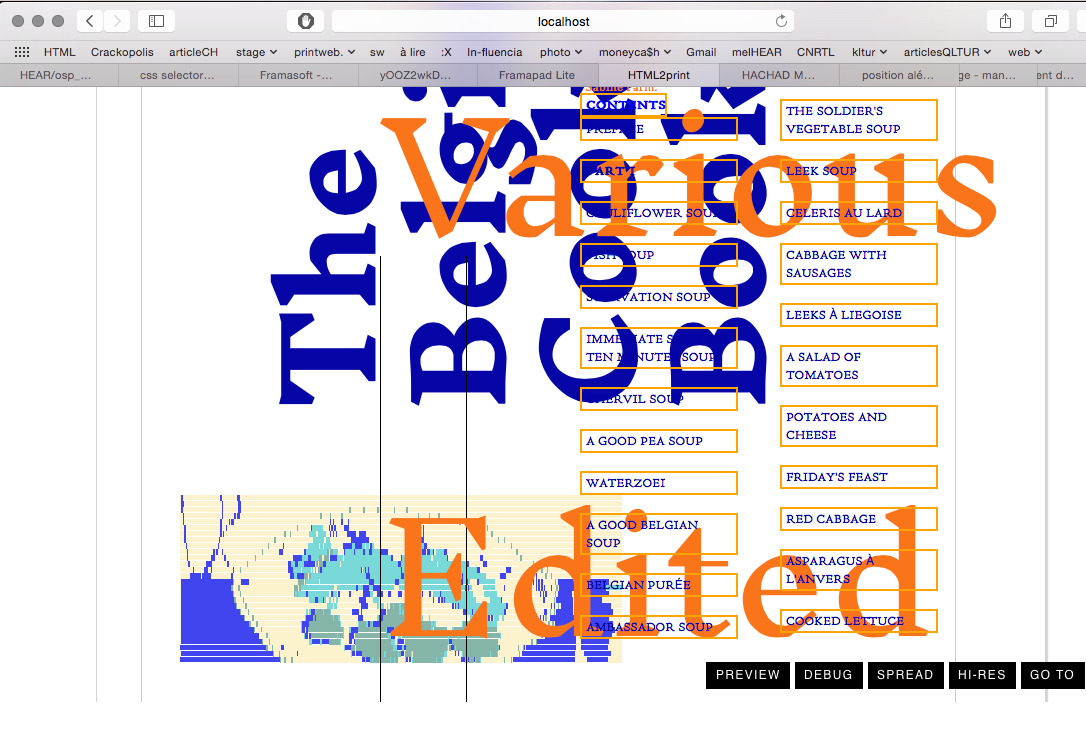 localhost
HTML Crackopolis articleCH stage printweb. sw à lire :X In-fluencia photo moneyca$h Gmail melHEAR CNRTL kltur articlesQLTUR web
HEAR/osp_... css selector... Framasoft -... yOOZ2wkD... Framapad Lite HTML2print HACHAD M... position alé... ge - man... ent d...
The
Belgi
Cook
Book
Various
Edited
CONTENTS
PREFACE
PART I
CAULIFLOWER SOUP
FISH SOUP
STARVATION SOUP
IMMEDIATE SOUP
TEN MINUTES SOUP
CHERVIL SOUP
A GOOD PEA SOUP
WATERZOEI
A GOOD BELGIAN
SOUP
BELGIAN PURÉE
AMBASSADOR SOUP
THE SOLDIER'S
VEGETABLE SOUP
LEEK SOUP
CELERIS AU LARD
CABBAGE WITH
SAUSAGES
LEEKS À LIEGOISE
A SALAD OF
TOMATOES
POTATOES AND
CHEESE
FRIDAY'S FEAST
RED CABBAGE
ASPARAGUS À
L'ANVERS
COOKED LETTUCE
PREVIEW DEBUG SPREAD HI-RES GO TO